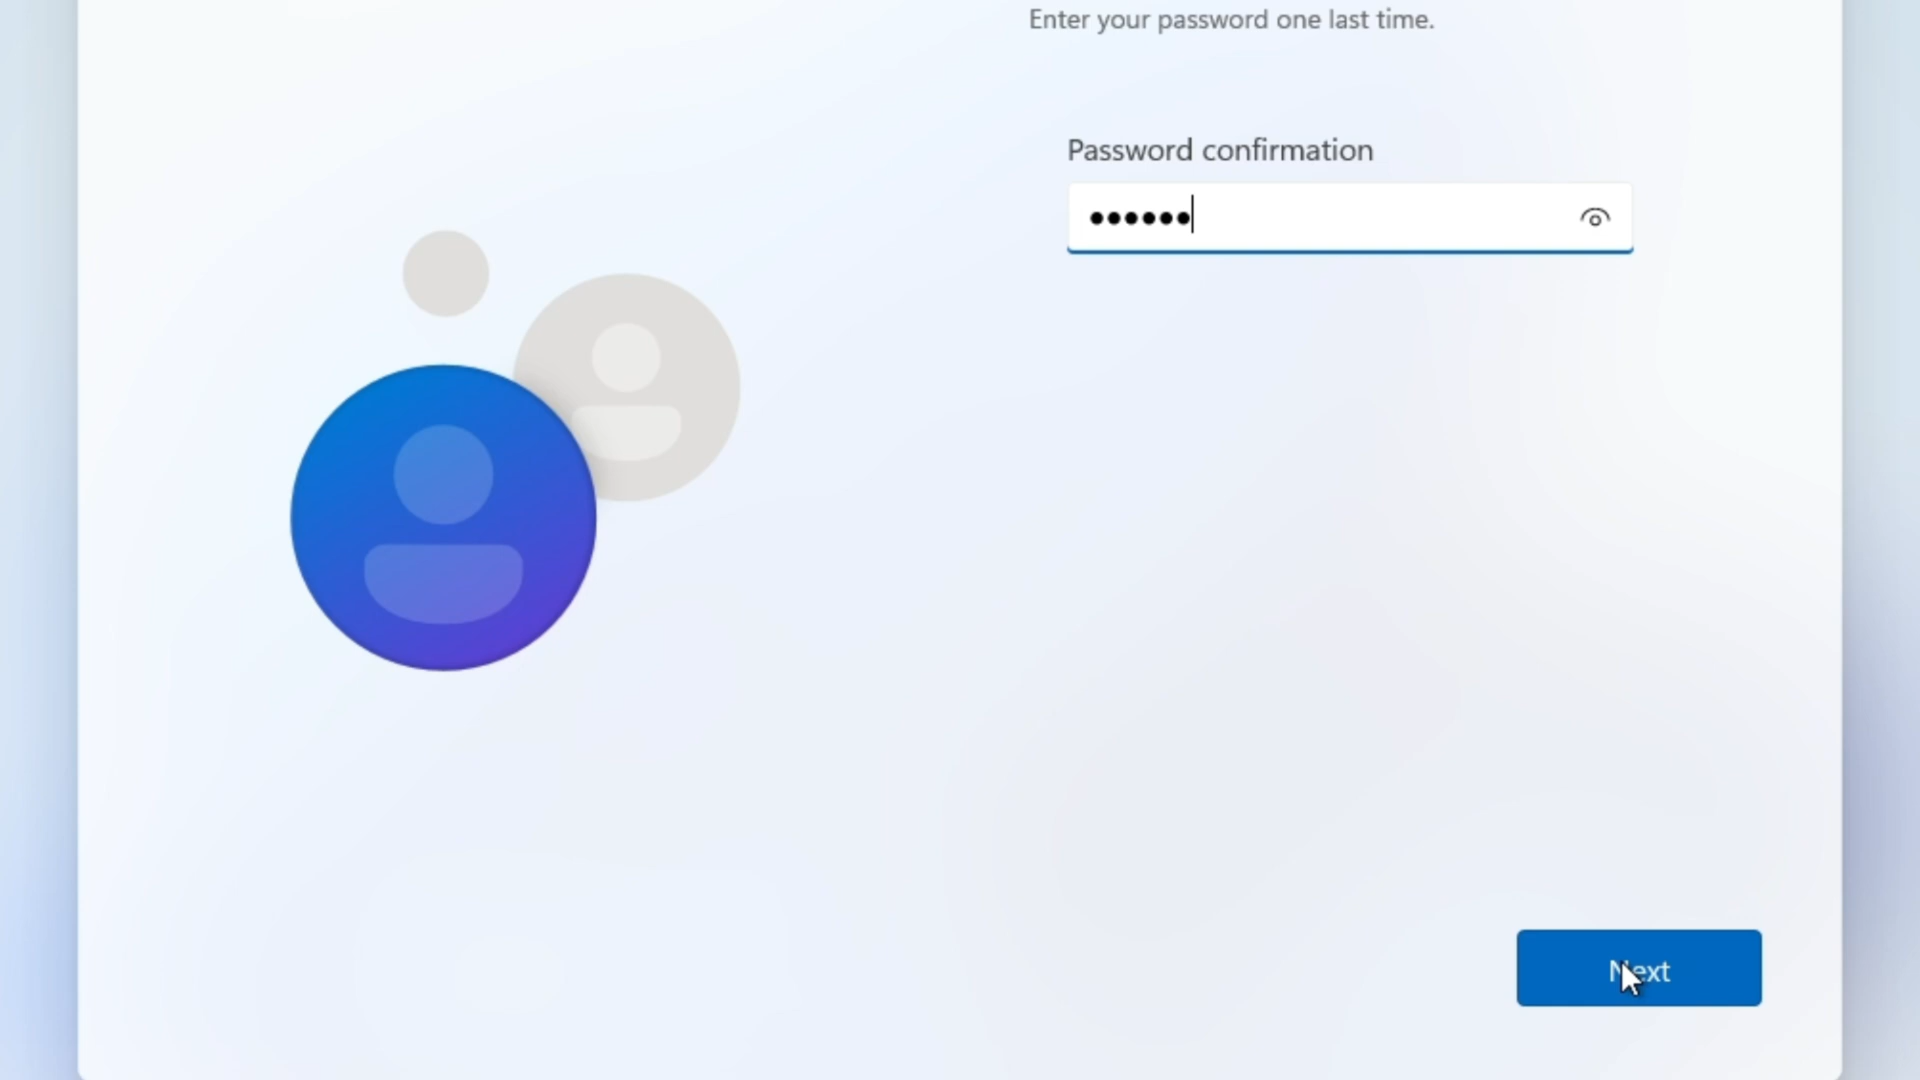 Enter your password one last time.
Password confirmation
••••••
Next